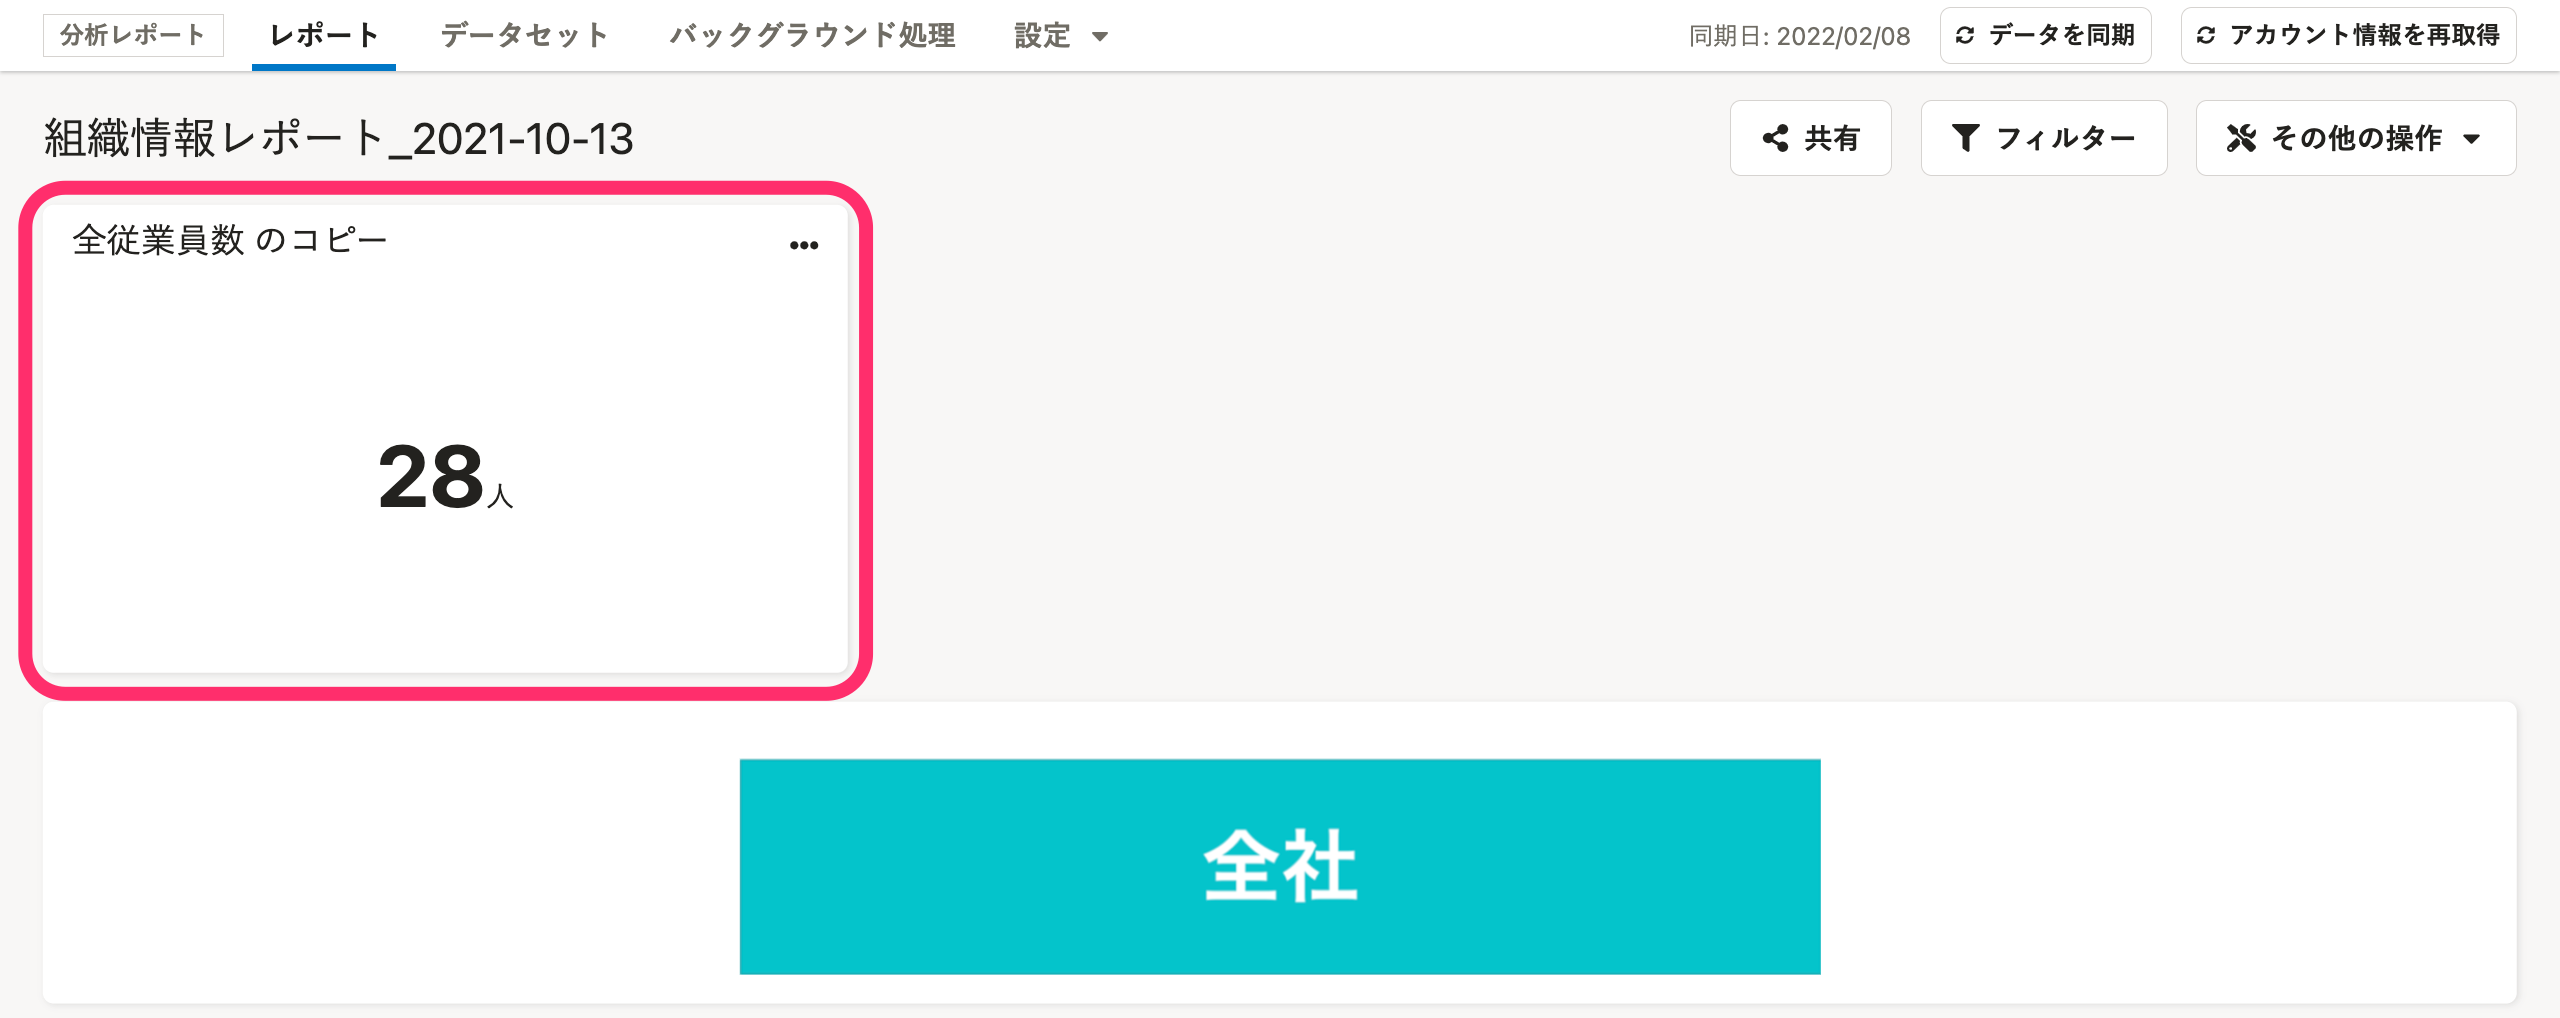 分析レポート レポート データセット バックグラウンド処理 設定 同期日: 2022/02/08 データを同期 アカウント情報を再取得
組織情報レポート_2021-10-13 共有 フィルター その他の操作
全従業員数 のコピー
28人
全社